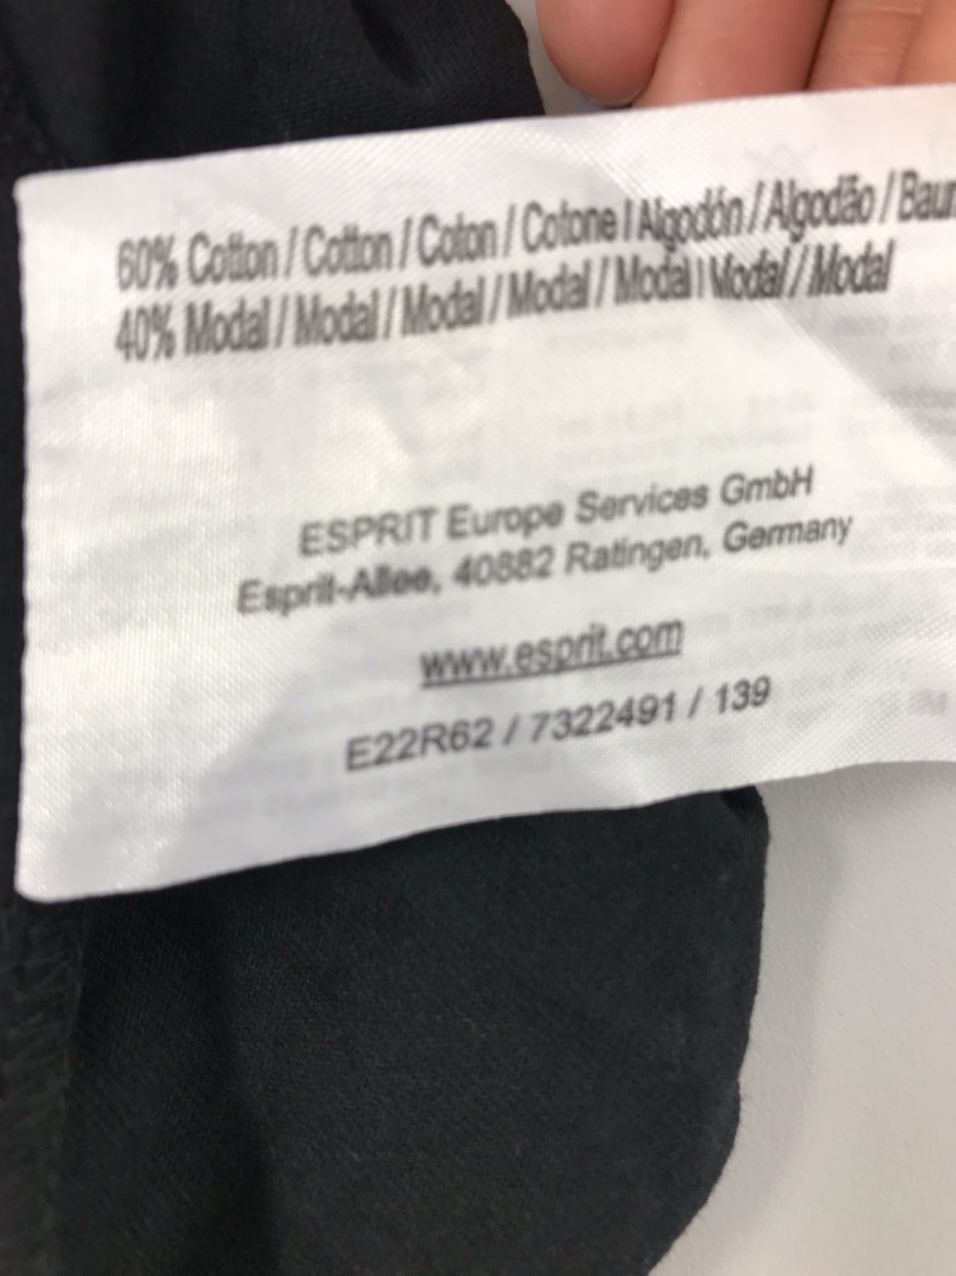 60% Cotton / Cotton / Coton / Cotone / Algodón / Algodão / Baum
40% Modal / Modal / Modal / Modal / Modal / Modal / Modal
ESPRIT Europe Services GmbH
Esprit-Allee, 40882 Ratingen, Germany
www.esprit.com
E22R62 / 7322491 / 139